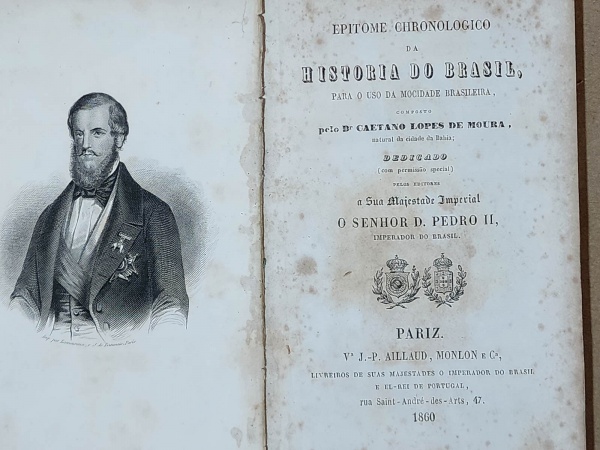 EPITOME CHRONOLOGICO
DA
HISTORIA DO BRASIL,
PARA O USO DA MOCIDADE BRASILEIRA,
COMPOSTO
pelo Dr CAETANO LOPES DE MOURA,
natural da cidade da Bahia;
DEDICADO
(com permissão special)
PELOS EDITORES
a Sua Majestade Imperial
O SENHOR D. PEDRO II,
IMPERADOR DO BRASIL.
PARIZ.
Va J.-P. AILLAUD, MONLON E Ca,
LIVREIROS DE SUAS MAJESTADES O IMPERADOR DO BRASIL
E EL-REI DE PORTUGAL,
rua Saint-André-des-Arts, 47.
1860